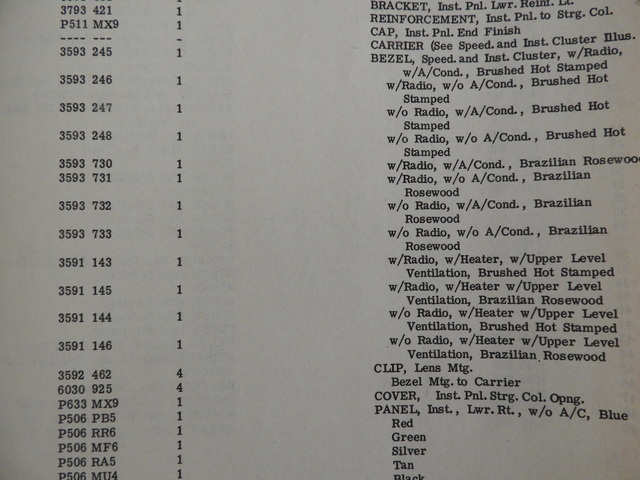 3793 421 1 BRACKET, Inst. Pnl. Lwr. Reinf. Lt.
P511 MX9 1 REINFORCEMENT, Inst. Pnl. to Strg. Col.
---- --- - CAP, Inst. Pnl. End Finish
CARRIER (See Speed. and Inst. Cluster Illus.
3593 245 1 BEZEL, Speed. and Inst. Cluster, w/Radio,
w/A/Cond., Brushed Hot Stamped
3593 246 1 w/Radio, w/o A/Cond., Brushed Hot
Stamped
3593 247 1 w/o Radio, w/A/Cond., Brushed Hot
Stamped
3593 248 1 w/o Radio, w/o A/Cond., Brushed Hot
Stamped
3593 730 1 w/Radio, w/A/Cond., Brazilian Rosewoo
3593 731 1 w/Radio, w/o A/Cond., Brazilian
Rosewood
3593 732 1 w/o Radio, w/A/Cond., Brazilian
Rosewood
3593 733 1 w/o Radio, w/o A/Cond., Brazilian
Rosewood
3591 143 1 w/Radio, w/Heater, w/Upper Level
Ventilation, Brushed Hot Stamped
3591 145 1 w/Radio, w/Heater w/Upper Level
Ventilation, Brazilian Rosewood
3591 144 1 w/o Radio, w/Heater w/Upper Level
Ventilation, Brushed Hot Stamped
3591 146 1 w/o Radio, w/Heater w/Upper Level
Ventilation, Brazilian Rosewood
3592 462 4 CLIP, Lens Mtg.
6030 925 4 Bezel Mtg. to Carrier
P633 MX9 1 COVER, Inst. Pnl. Strg. Col. Opng.
P506 PB5 1 PANEL, Inst., Lwr. Rt., w/o A/C, Blue
P506 RR6 1 Red
P506 MF6 1 Green
P506 RA5 1 Silver
P506 MU4 1 Tan
Black